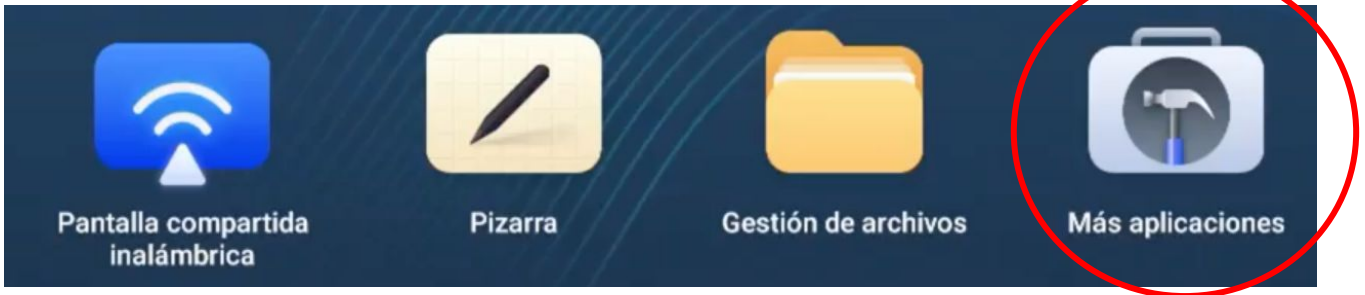 Pantalla compartida
inalámbrica
Pizarra
Gestión de archivos
Más aplicaciones